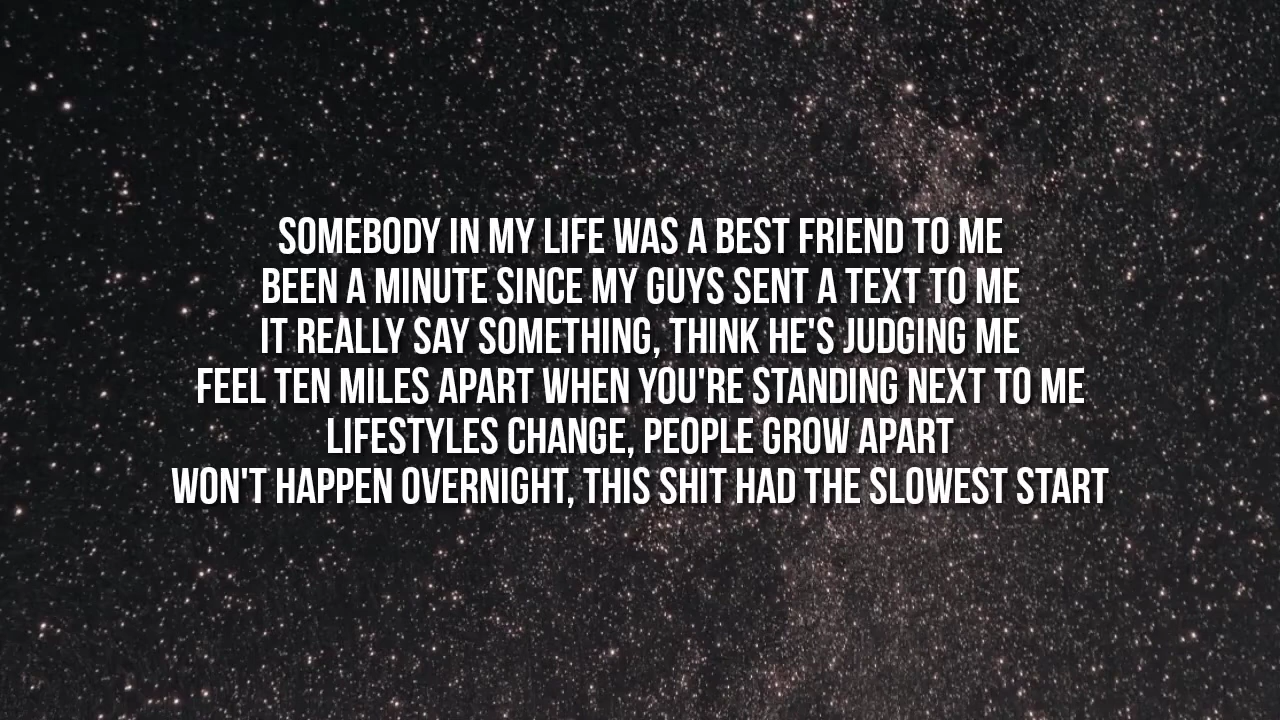 SOMEBODY IN MY LIFE WAS A BEST FRIEND TO ME
BEEN A MINUTE SINCE MY GUYS SENT A TEXT TO ME
IT REALLY SAY SOMETHING, THINK HE'S JUDGING ME
FEEL TEN MILES APART WHEN YOU'RE STANDING NEXT TO ME
LIFESTYLES CHANGE, PEOPLE GROW APART
WON'T HAPPEN OVERNIGHT, THIS SHIT HAD THE SLOWEST START